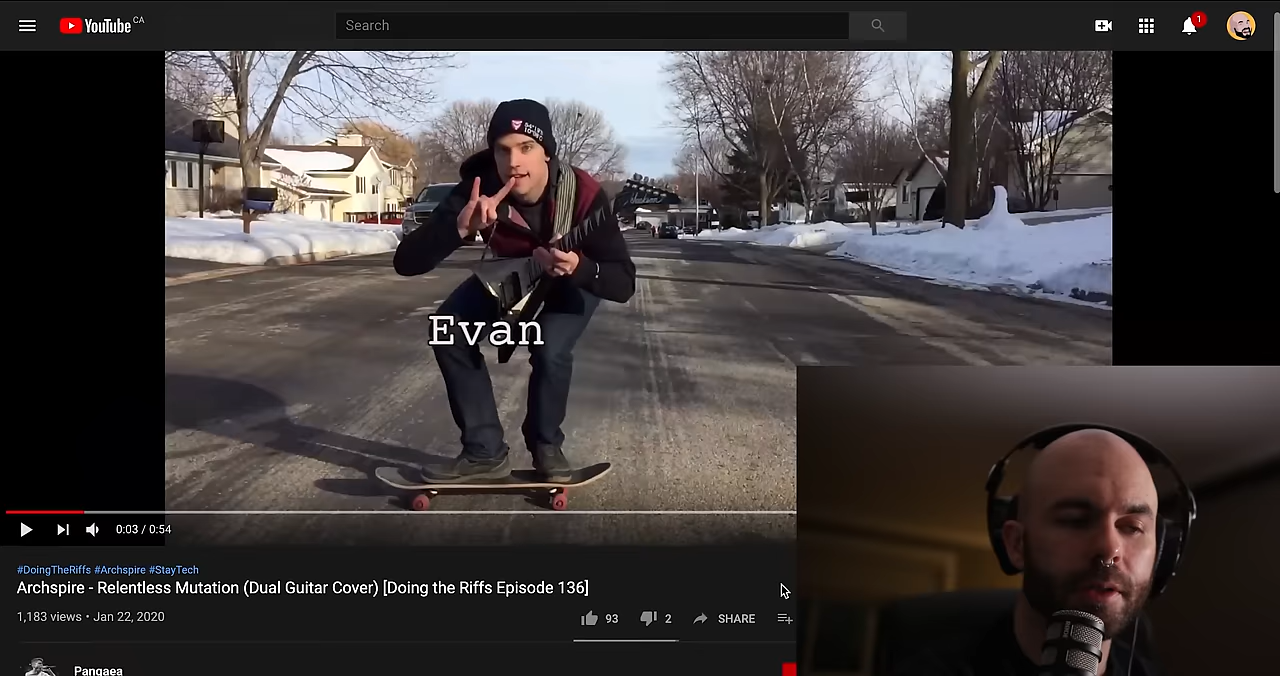 YouTube CA
Search
1
Evan
0:03 / 0:54
#DoingTheRiffs #Archspire #StayTech
Archspire - Relentless Mutation (Dual Guitar Cover) [Doing the Riffs Episode 136]
1,183 views • Jan 22, 2020
93
2
SHARE
Pangaea